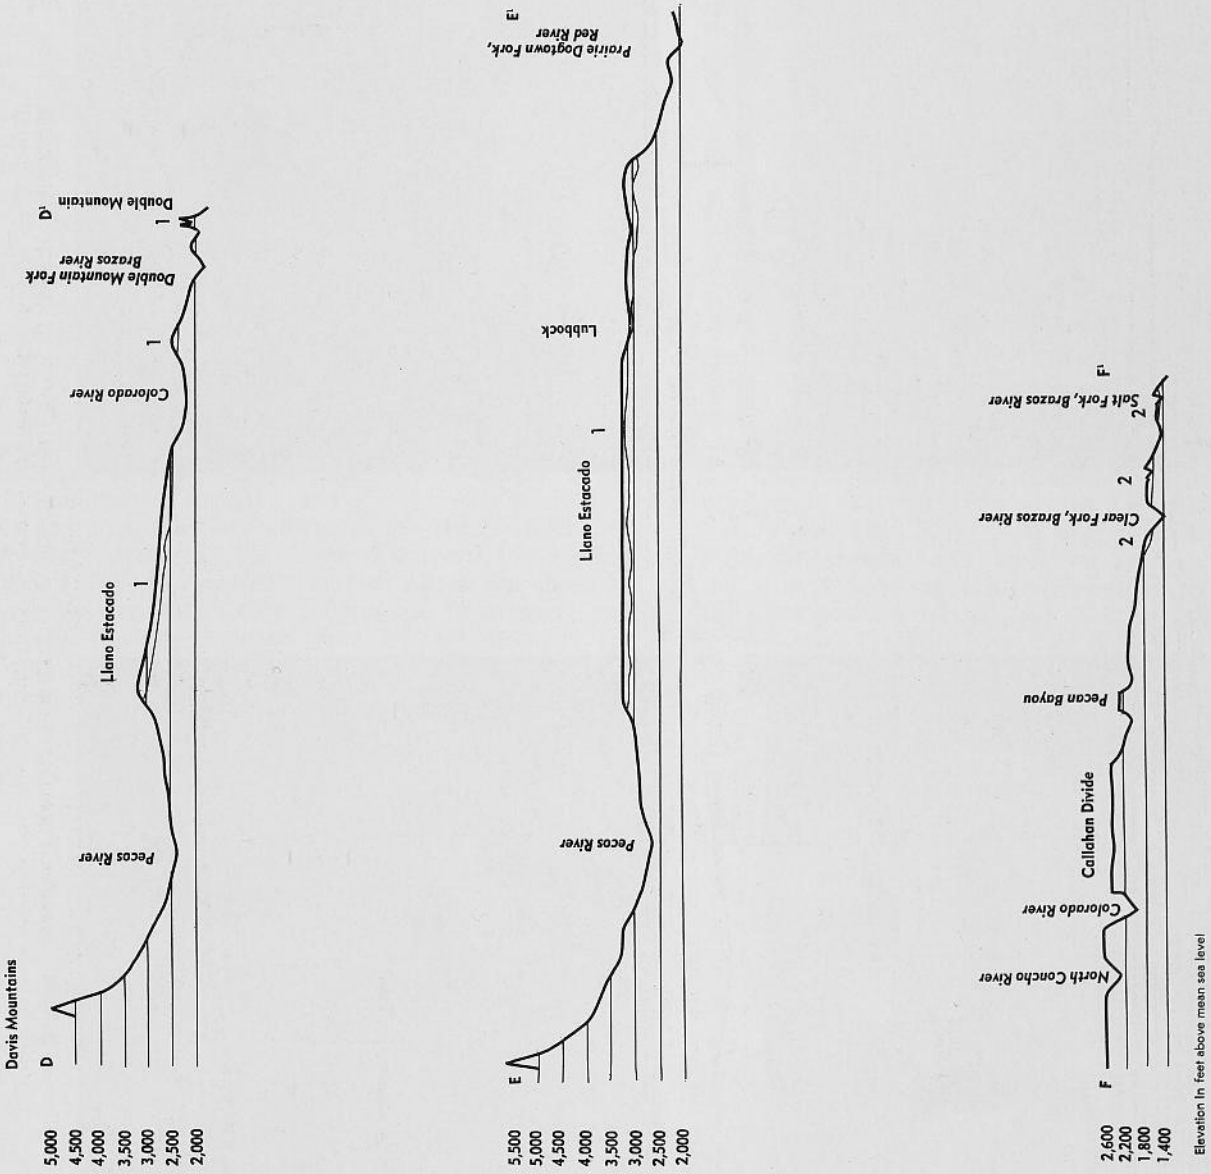 Davis Mountains
D
D¹
5,000
4,500
4,000
3,500
3,000
2,500
2,000
Pecos River
Llano Estacado
1
Colorado River
1
Double Mountain Fork
Brazos River
1
Double Mountain
E
E¹
5,500
5,000
4,500
4,000
3,500
3,000
2,500
2,000
Pecos River
Llano Estacado
1
Lubbock
Prairie Dogtown Fork,
Red River
F
F¹
2,600
2,200
1,800
1,400
North Concho River
Colorado River
Callahan Divide
Pecan Bayou
2
Clear Fork, Brazos River
2
2
Salt Fork, Brazos River
Elevation in feet above mean sea level